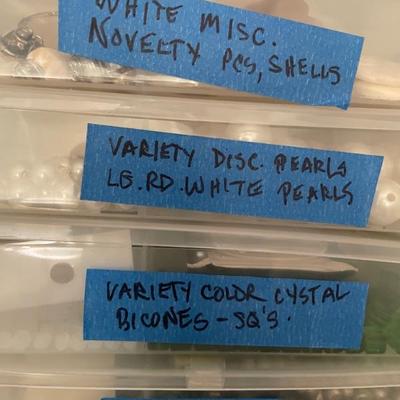 WHITE MISC.
NOVELTY PCS, SHELLS
VARIETY DISC. PEARLS
LG. RD. WHITE PEARLS
VARIETY COLOR CYSTAL
BICONES - SQ'S.